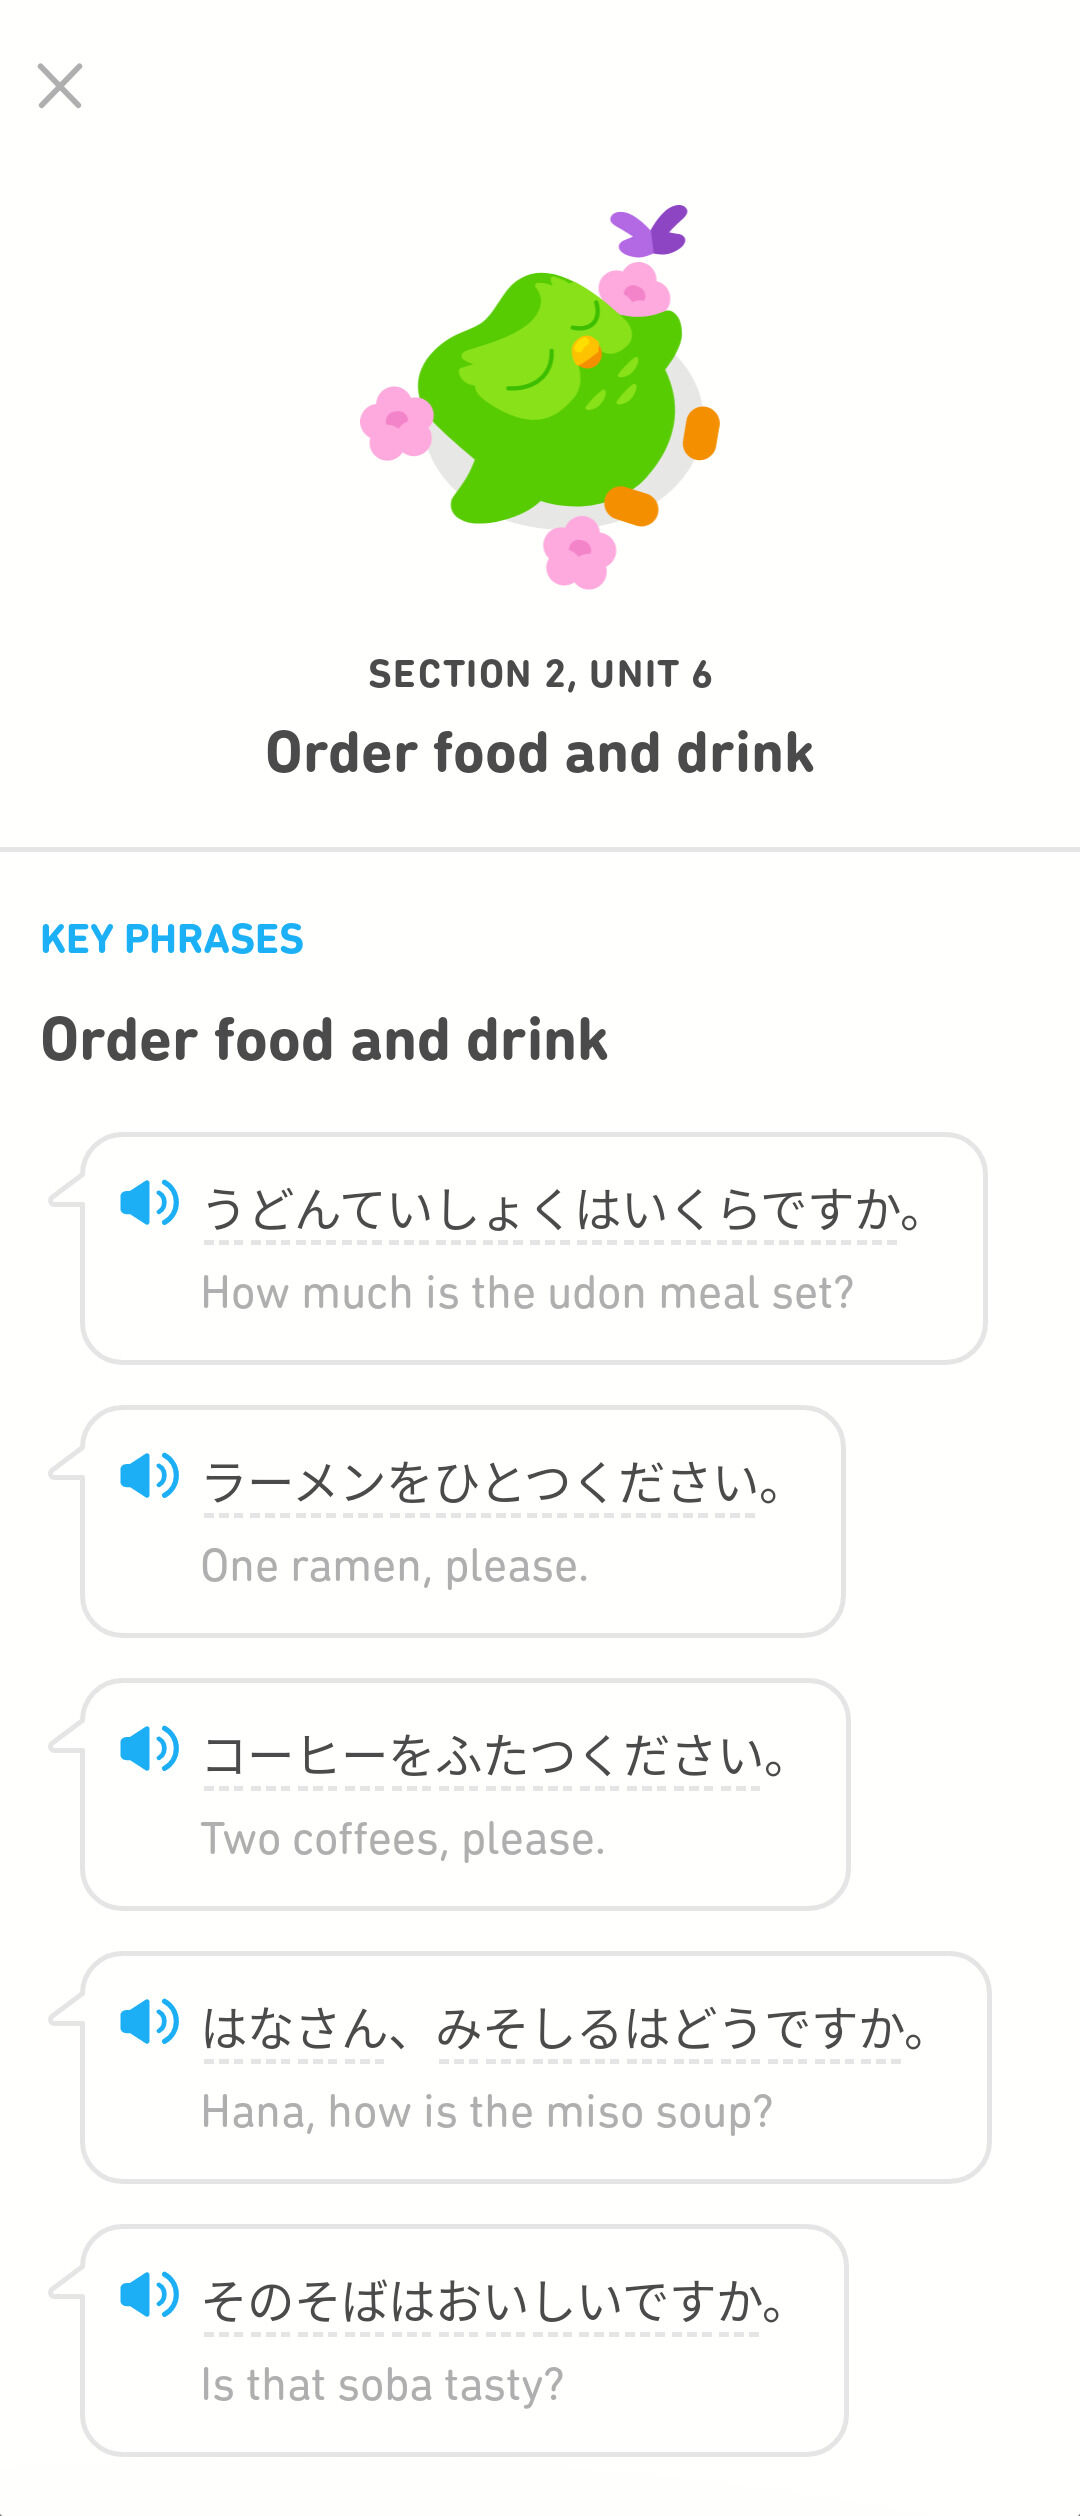 SECTION 2, UNIT 6
Order food and drink
KEY PHRASES
Order food and drink
うどんていしょくはいくらですか。
How much is the udon meal set?
ラーメンをひとつください。
One ramen, please.
コーヒーをふたつください。
Two coffees, please.
はなさん、みそしるはどうですか。
Hana, how is the miso soup?
そのそばはおいしいですか。
Is that soba tasty?